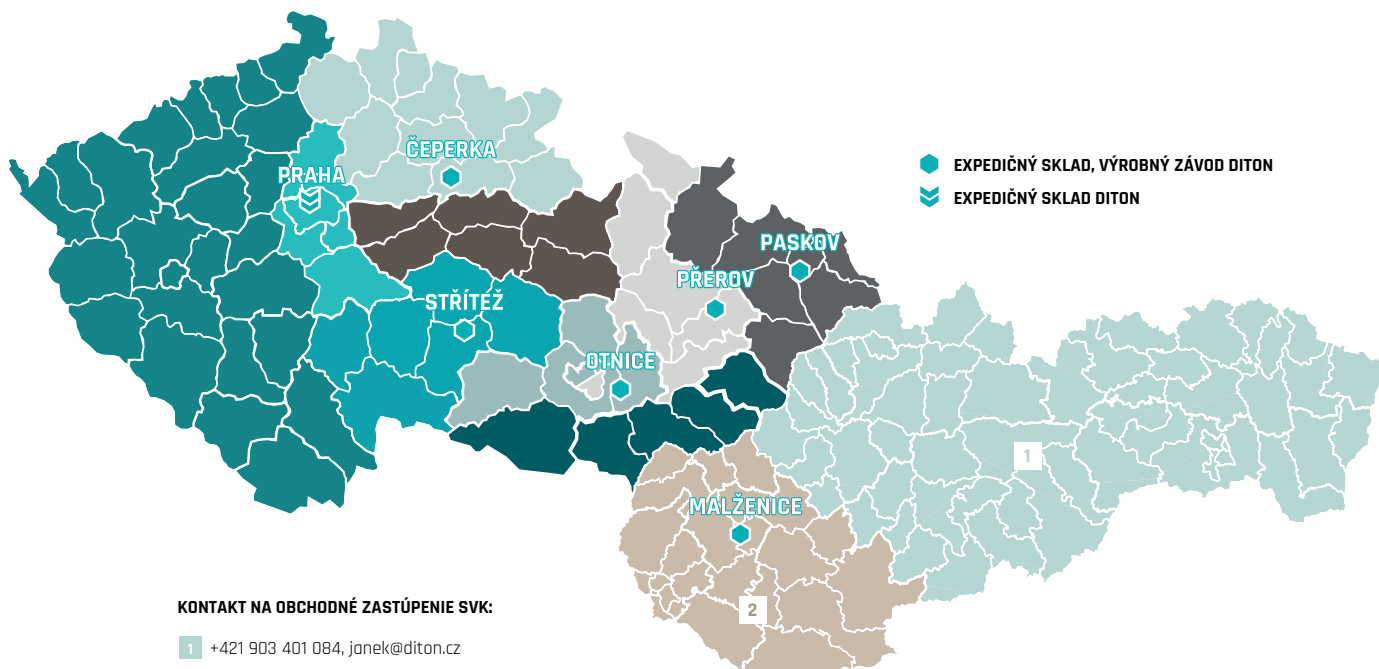 ČEPERKA
PRAHA
EXPEDIČNÝ SKLAD, VÝROBNÝ ZÁVOD DITON
EXPEDIČNÝ SKLAD DITON
PASKOV
PŘEROV
STŘÍTEŽ
OTNICE
1
MALŽENICE
2
KONTAKT NA OBCHODNÉ ZASTÚPENIE SVK:
1 +421 903 401 084, janek@diton.cz